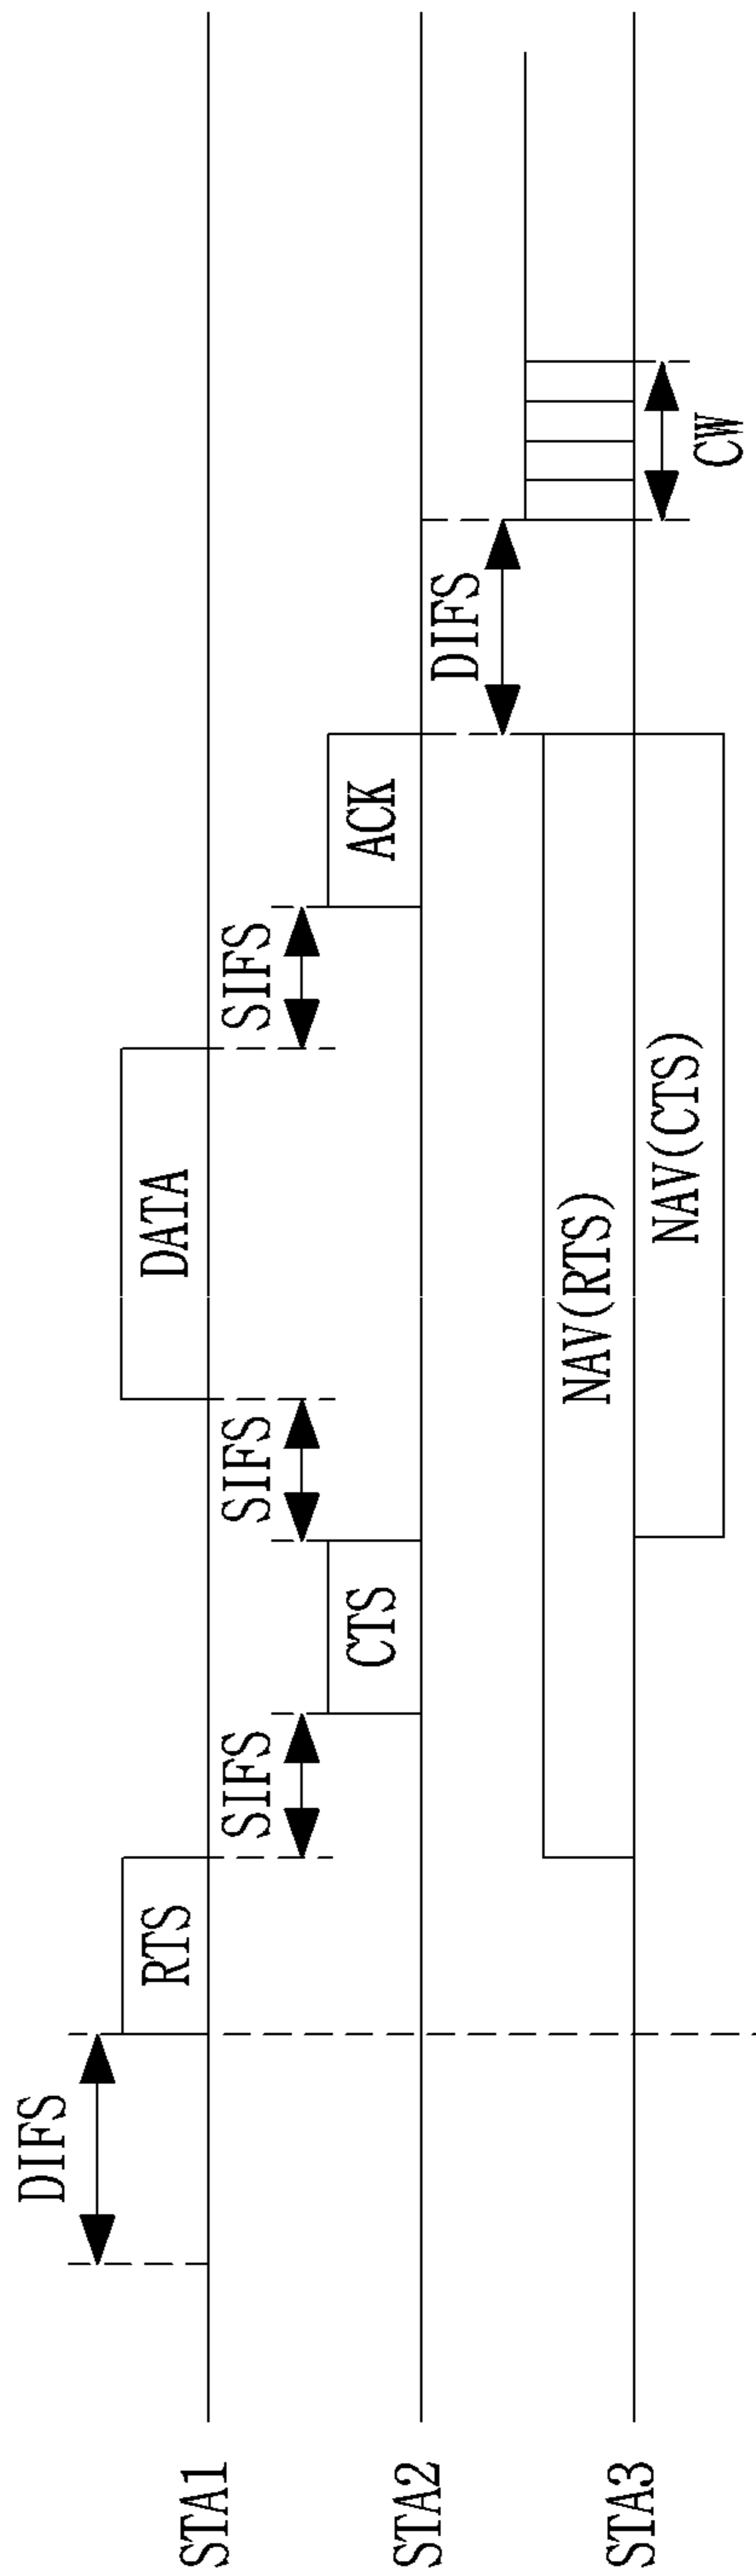 DIFS
RTS
SIFS
CTS
SIFS
DATA
SIFS
ACK
DIFS
CW
NAV(RTS)
NAV(CTS)
STA1
STA2
STA3